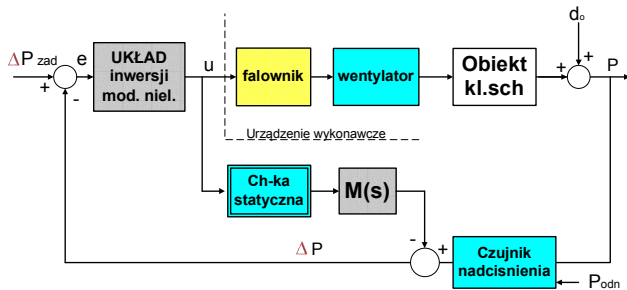 ΔP zad
e
UKŁAD
inwersji
mod. niel.
u
falownik
wentylator
Obiekt
kl.sch
do
P
+
-
+
+
Urządzenie wykonawcze
Ch-ka
statyczna
M(s)
-
+
ΔP
Czujnik
nadcisnienia
Podn